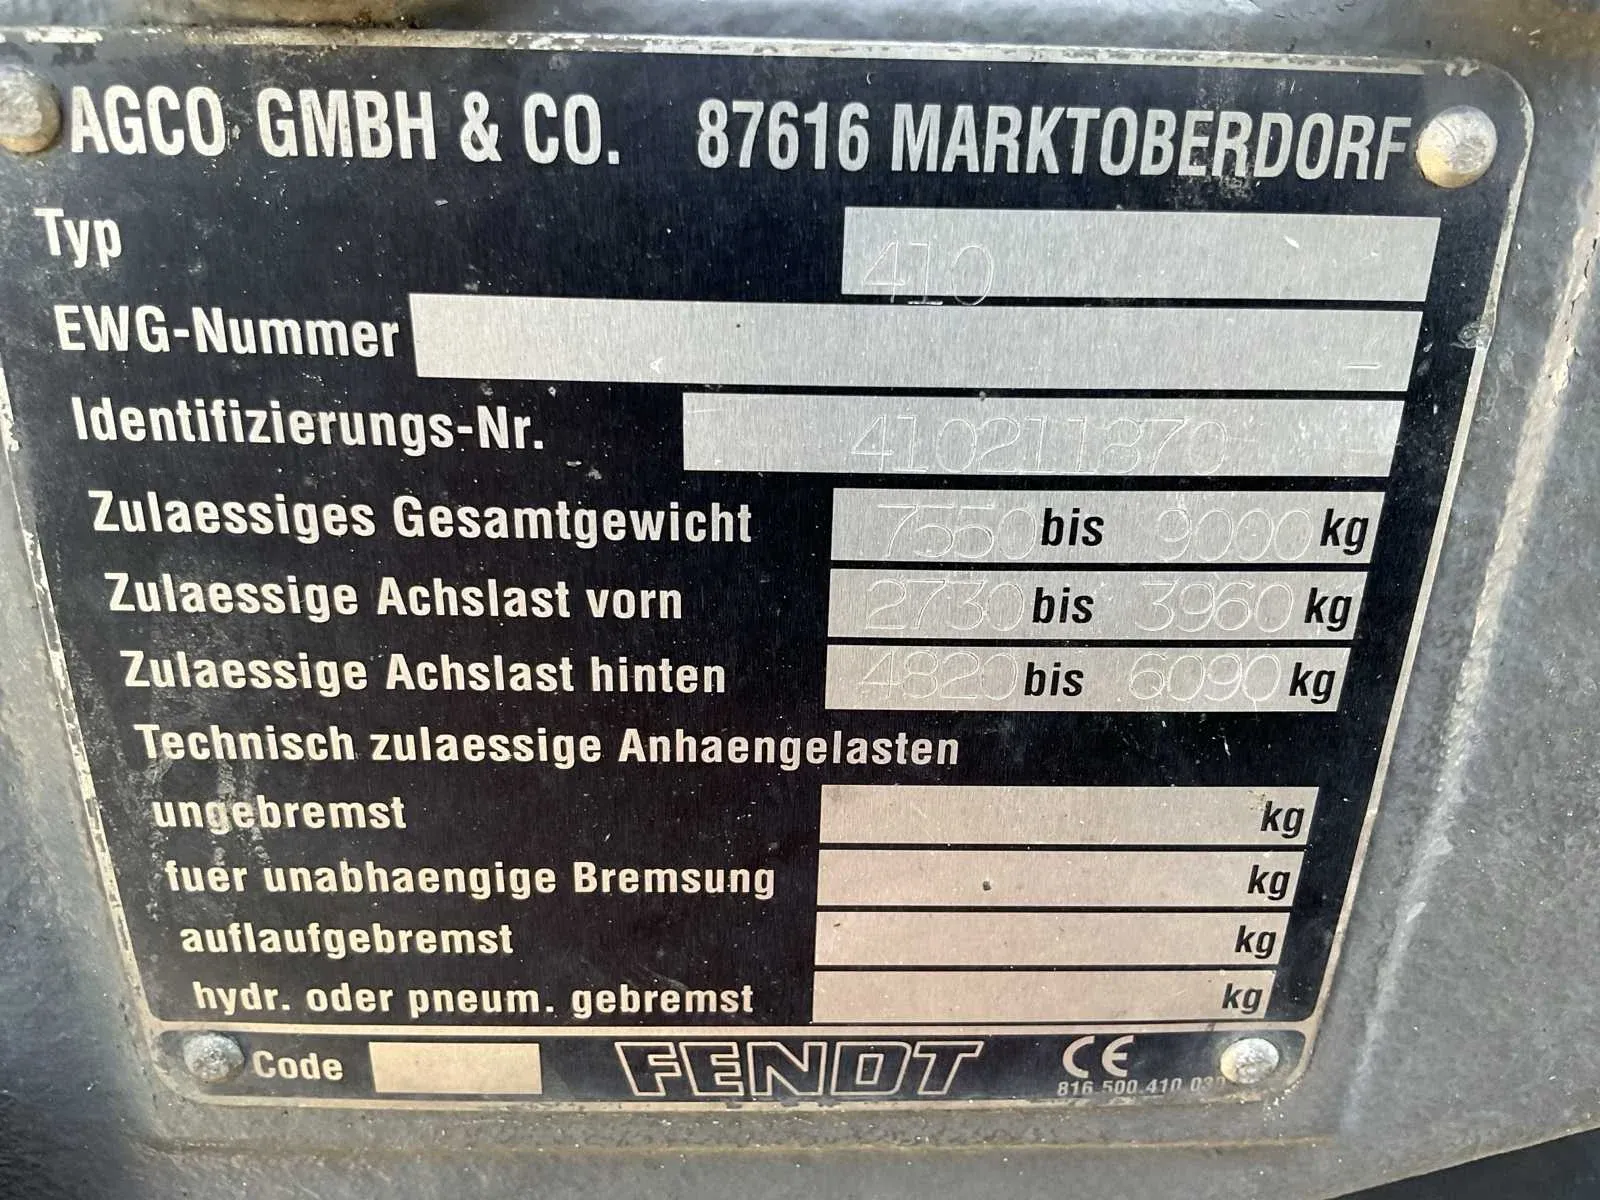 AGCO GMBH & CO. 87616 MARKTOBERDORF
Typ 410
EWG-Nummer -
Identifizierungs-Nr. 410211370
Zulaessiges Gesamtgewicht 7550 bis 9000 kg
Zulaessige Achslast vorn 2730 bis 3960 kg
Zulaessige Achslast hinten 4820 bis 6090 kg
Technisch zulaessige Anhaengelasten
ungebremst kg
fuer unabhaengige Bremsung kg
auflaufgebremst kg
hydr. oder pneum. gebremst kg
Code FENDT CE
816 500 410 030